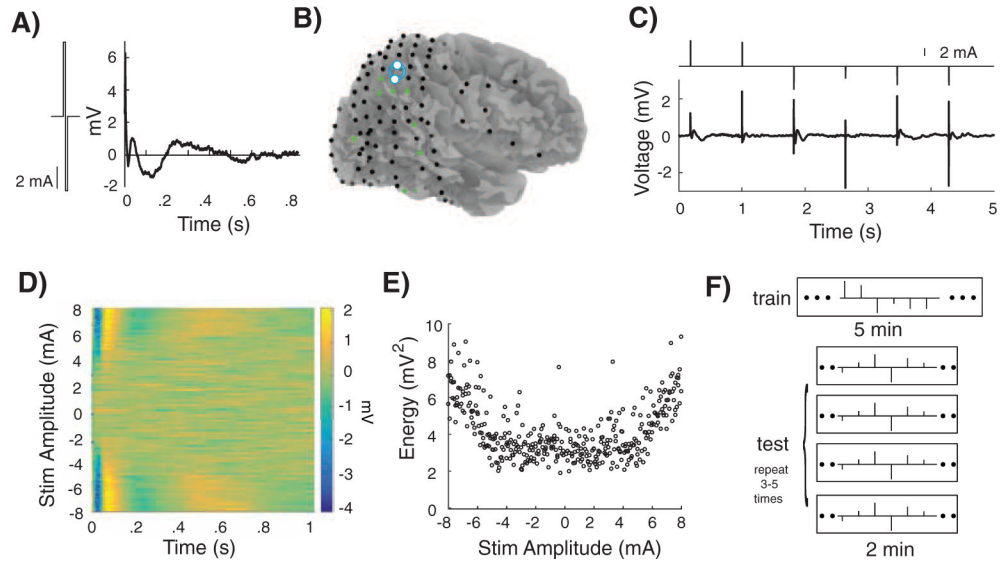 A)
6
4
2
0
-2
mV
2 mA
0 .2 .4 .6 .8
Time (s)
B)
C)
2 mA
2
0
-2
Voltage (mV)
0 1 2 3 4 5
Time (s)
D)
8
6
4
2
0
-2
-4
-6
-8
Stim Amplitude (mA)
0 .2 .4 .6 .8 1
Time (s)
2
1
0
-1
-2
-3
-4
mV
E)
10
8
6
4
2
0
Energy (mV²)
-8 -6 -4 -2 0 2 4 6 8
Stim Amplitude (mA)
F)
train
5 min
test
repeat
3-5
times
2 min